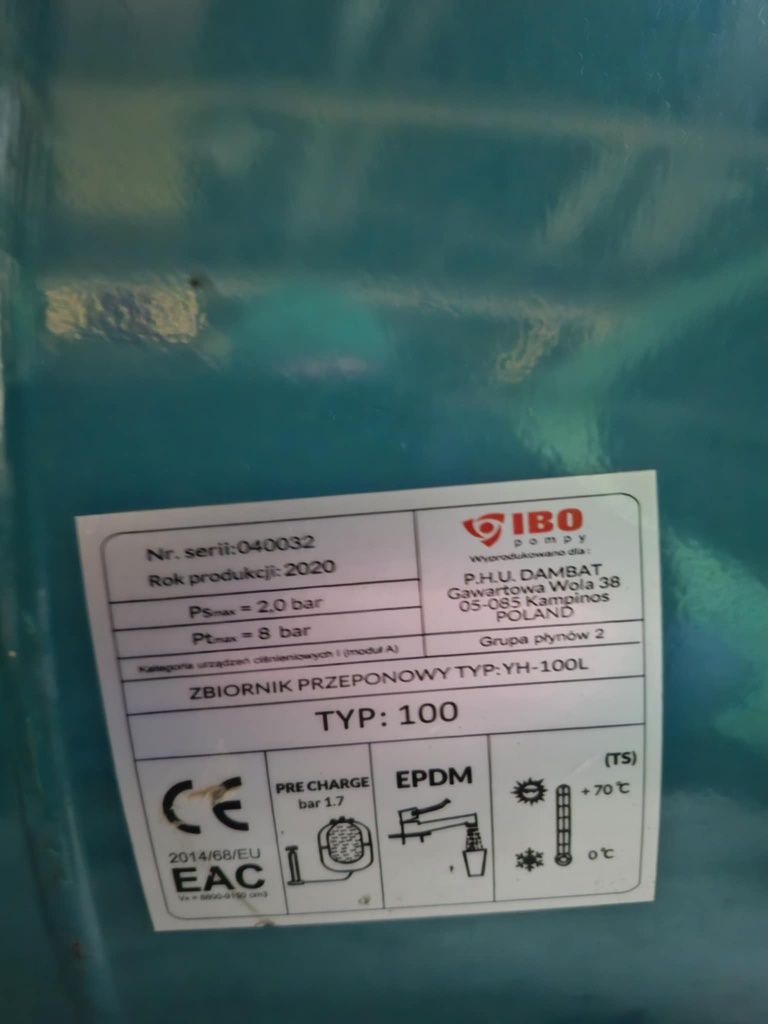 Nr. serii:040032
Rok produkcji: 2020
Psmax = 2,0 bar
Ptmax = 8 bar
Kategoria urządzeń ciśnieniowych I (moduł A)
IBO
pompy
Wyprodukowano dla:
P.H.U. DAMBAT
Gawartowa Wola 38
05-085 Kampinos
POLAND
Grupa płynów 2
ZBIORNIK PRZEPONOWY TYP:YH-100L
TYP: 100
CE
2014/68/EU
EAC
PRE CHARGE
bar 1.7
EPDM
(TS)
+70 °C
0 °C